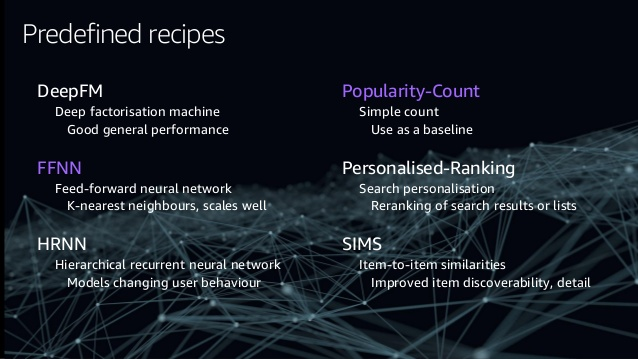 Predefined recipes
DeepFM
Deep factorisation machine
Good general performance
FFNN
Feed-forward neural network
K-nearest neighbours, scales well
HRNN
Hierarchical recurrent neural network
Models changing user behaviour
Popularity-Count
Simple count
Use as a baseline
Personalised-Ranking
Search personalisation
Reranking of search results or lists
SIMS
Item-to-item similarities
Improved item discoverability, detail